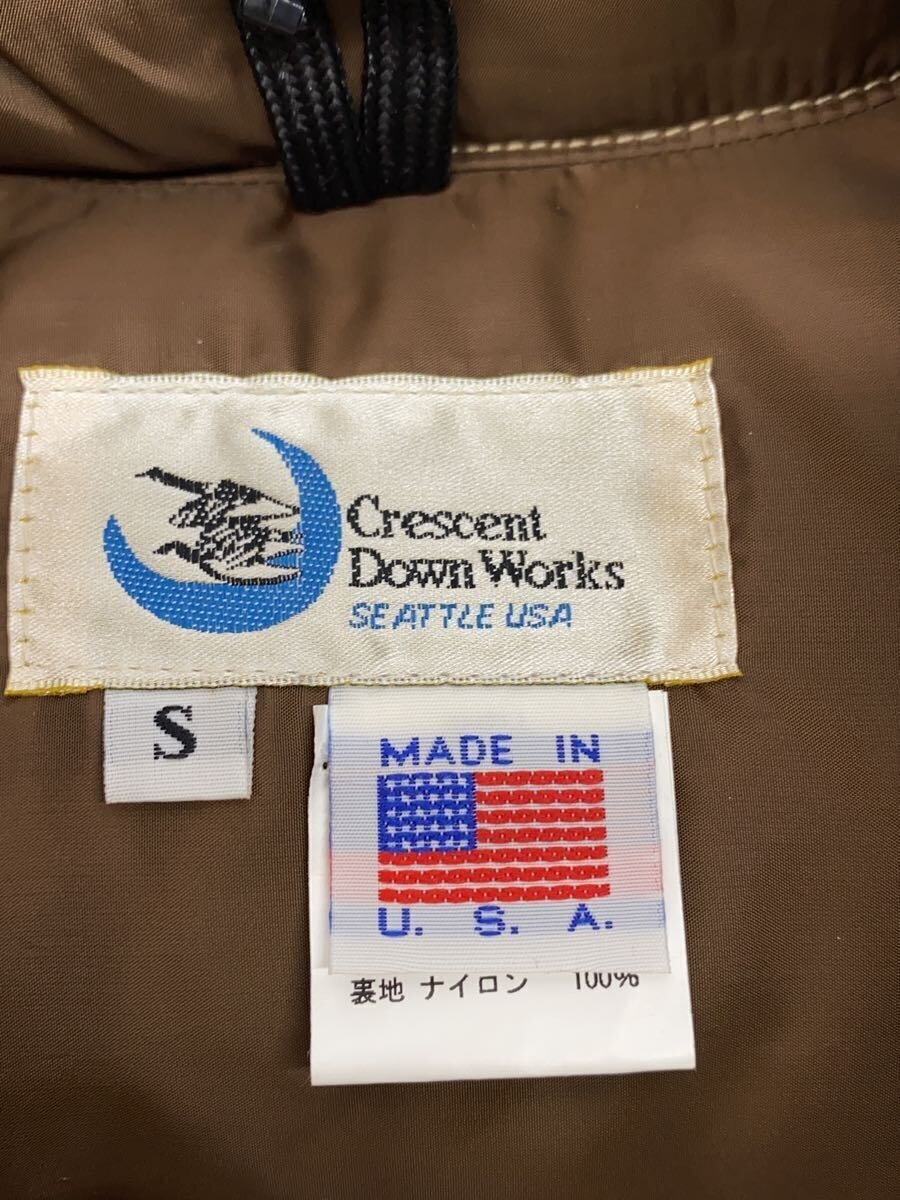 Crescent
Down Works
SEATTLE USA
S
MADE IN
U. S. A.
裏地 ナイロン 100%